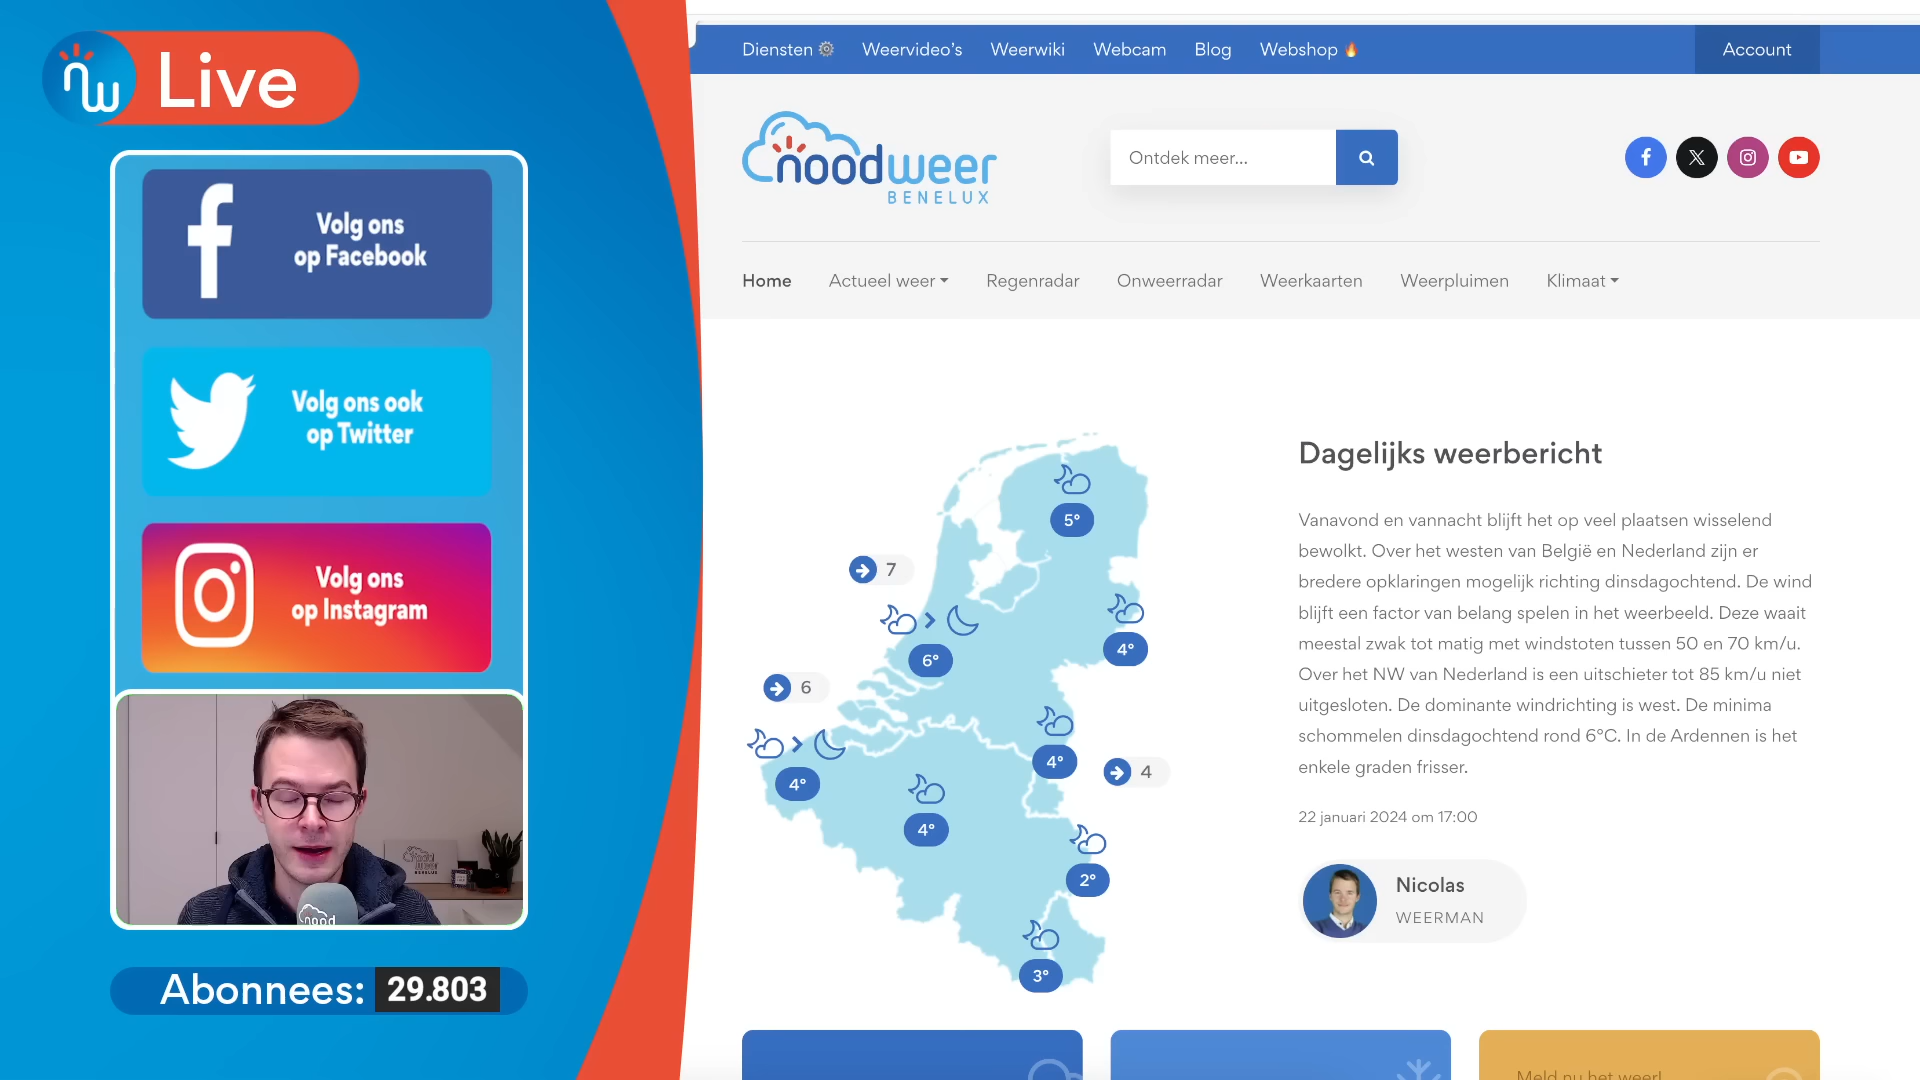 nw Live
Volg ons
op Facebook
Volg ons ook
op Twitter
Volg ons
op Instagram
nood
Abonnees: 29.803
Diensten
Weervideo's
Weerwiki
Webcam
Blog
Webshop
Account
noodweer
BENELUX
Ontdek meer...
Home
Actueel weer
Regenradar
Onweerradar
Weerkaarten
Weerpluimen
Klimaat
5°
7
4°
6°
6
4°
4
4°
4°
2°
3°
Dagelijks weerbericht
Vanavond en vannacht blijft het op veel plaatsen wisselend
bewolkt. Over het westen van België en Nederland zijn er
bredere opklaringen mogelijk richting dinsdagochtend. De wind
blijft een factor van belang spelen in het weerbeeld. Deze waait
meestal zwak tot matig met windstoten tussen 50 en 70 km/u.
Over het NW van Nederland is een uitschieter tot 85 km/u niet
uitgesloten. De dominante windrichting is west. De minima
schommelen dinsdagochtend rond 6°C. In de Ardennen is het
enkele graden frisser.
22 januari 2024 om 17:00
Nicolas
WEERMAN
Meld nu het weer!